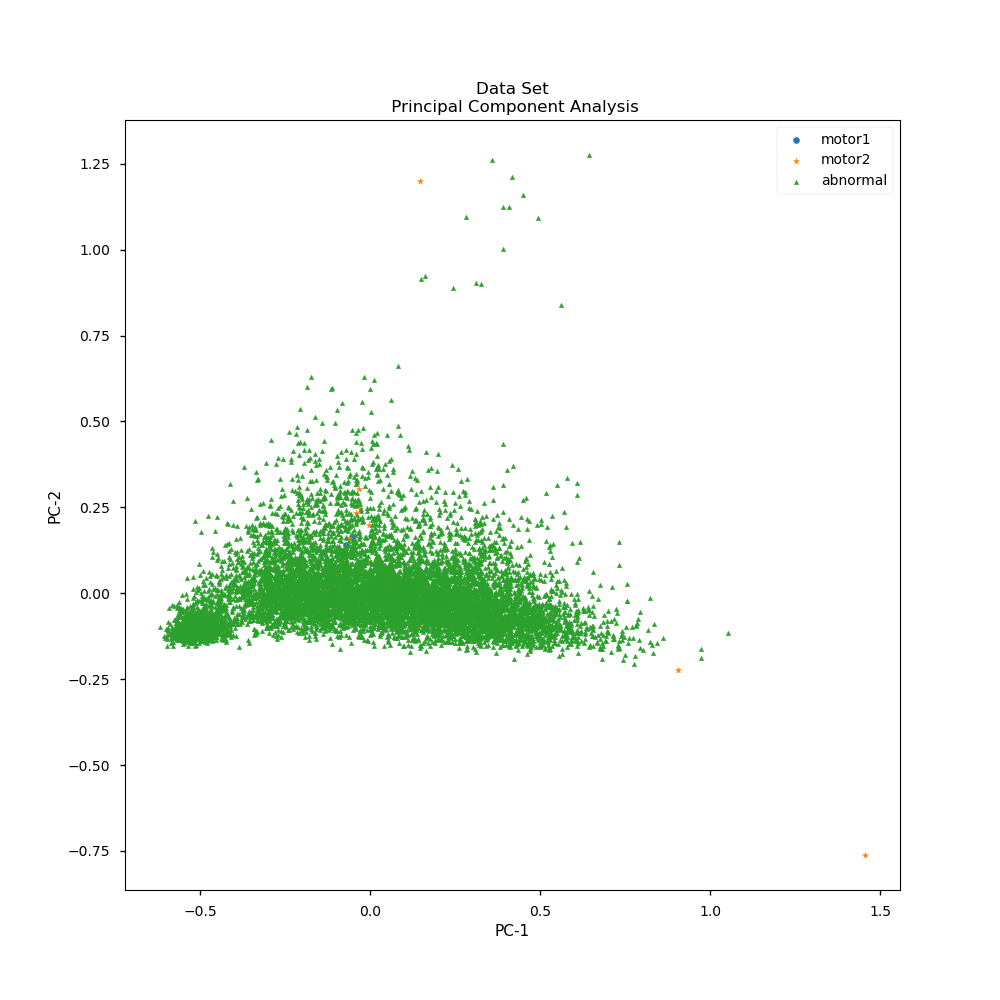 Data Set
Principal Component Analysis
motor1
motor2
abnormal
1.25
1.00
0.75
0.50
0.25
0.00
−0.25
−0.50
−0.75
PC-2
−0.5
0.0
0.5
1.0
1.5
PC-1